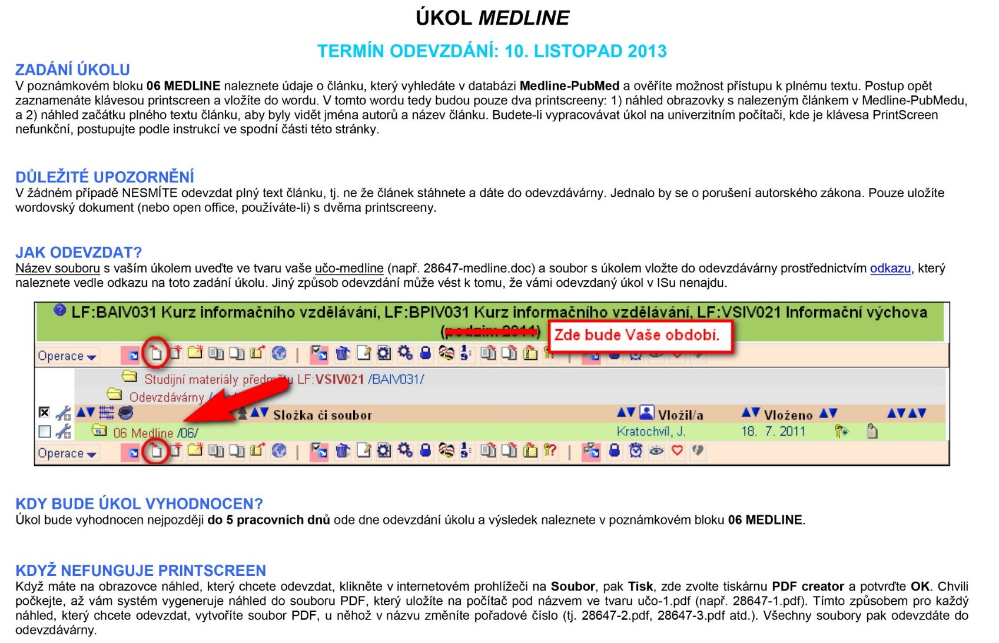 ÚKOL MEDLINE
TERMÍN ODEVZDÁNÍ: 10. LISTOPAD 2013
ZADÁNÍ ÚKOLU
V poznámkovém bloku 06 MEDLINE naleznete údaje o článku, který vyhledáte v databázi Medline-PubMed a ověříte možnost přístupu k plnému textu. Postup opět
zaznamenáte klávesou printscreen a vložíte do wordu. V tomto wordu tedy budou pouze dva printscreeny: 1) náhled obrazovky s nalezeným článkem v Medline-PubMedu,
a 2) náhled začátku plného textu článku, aby byly vidět jména autorů a název článku. Budete-li vypracovávat úkol na univerzitním počítači, kde je klávesa PrintScreen
nefunkční, postupujte podle instrukcí ve spodní části této stránky.
DŮLEŽITÉ UPOZORNĚNÍ
V žádném případě NESMÍTE odevzdat plný text článku, tj. ne že článek stáhnete a dáte do odevzdávárny. Jednalo by se o porušení autorského zákona. Pouze uložíte
wordovský dokument (nebo open office, používáte-li) s dvěma printscreeny.
JAK ODEVZDAT?
Název souboru s vaším úkolem uveďte ve tvaru vaše učo-medline (např. 28647-medline.doc) a soubor s úkolem vložte do odevzdávárny prostřednictvím odkazu, který
naleznete vedle odkazu na toto zadání úkolu. Jiný způsob odevzdání může vést k tomu, že vámi odevzdaný úkol v ISu nenajdu.
LF:BAIV031 Kurz informačního vzdělávání, LF:BPIV031 Kurz informačního vzdělávání, LF:VSIV021 Informační výchova
(podzim 2011)
Zde bude Vaše období.
Operace
Studijní materiály předmětu LF:VSIV021 /BAIV031/
Odevzdávárny
Složka či soubor Vložil/a Vloženo
06 Medline /06/ Kratochvíl, J. 18. 7. 2011
Operace
KDY BUDE ÚKOL VYHODNOCEN?
Úkol bude vyhodnocen nejpozději do 5 pracovních dnů ode dne odevzdání úkolu a výsledek naleznete v poznámkovém bloku 06 MEDLINE.
KDYŽ NEFUNGUJE PRINTSCREEN
Když máte na obrazovce náhled, který chcete odevzdat, klikněte v internetovém prohlížeči na Soubor, pak Tisk, zde zvolte tiskárnu PDF creator a potvrďte OK. Chvili
počkejte, až vám systém vygeneruje náhled do souboru PDF, který uložíte na počítač pod názvem ve tvaru učo-1.pdf (např. 28647-1.pdf). Tímto způsobem pro každý
náhled, který chcete odevzdat, vytvoříte soubor PDF, u něhož v názvu změníte pořadové číslo (tj. 28647-2.pdf, 28647-3.pdf atd.). Všechny soubory pak odevzdáte do
odevzdávárny.